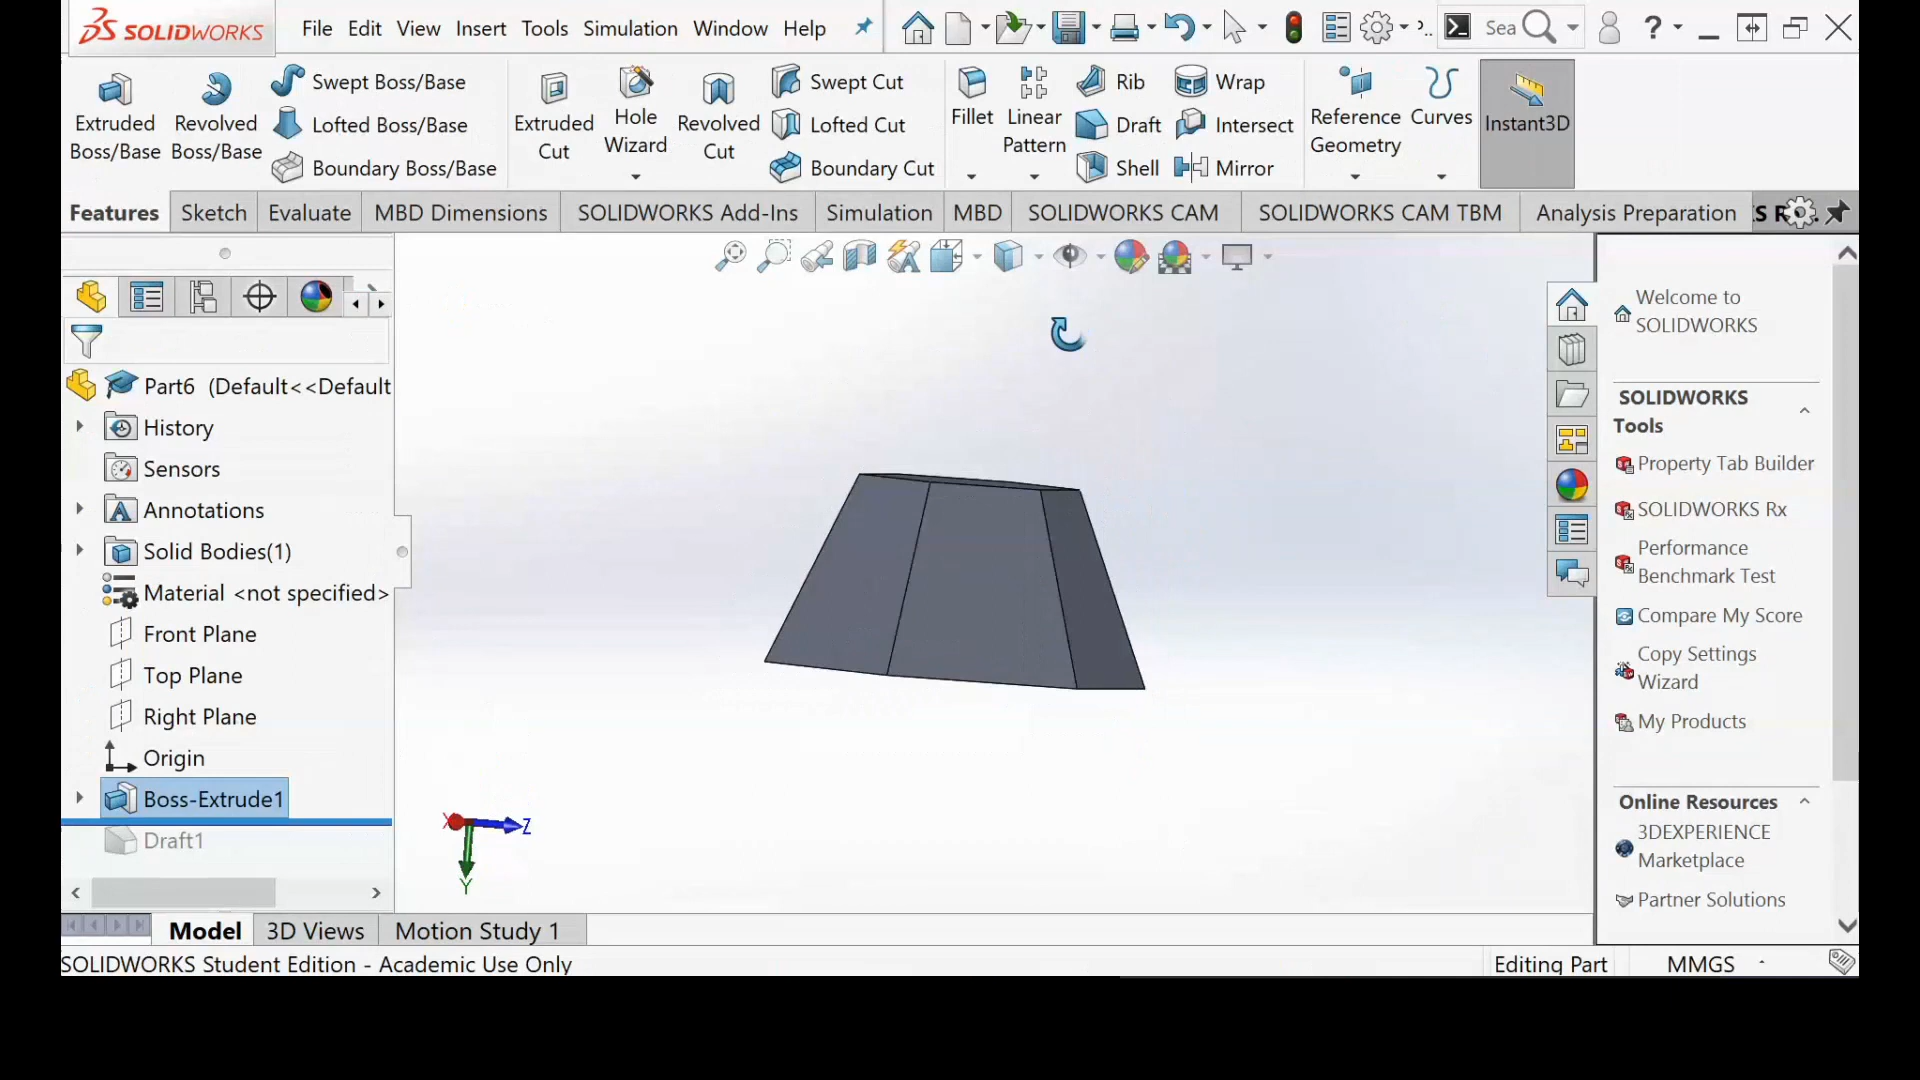 SOLIDWORKS File Edit View Insert Tools Simulation Window Help Sea ?
Extruded Boss/Base
Revolved Boss/Base
Swept Boss/Base
Lofted Boss/Base
Boundary Boss/Base
Extruded Cut
Hole Wizard
Revolved Cut
Swept Cut
Lofted Cut
Boundary Cut
Fillet
Linear Pattern
Rib
Draft
Shell
Wrap
Intersect
Mirror
Reference Geometry
Curves
Instant3D
Features Sketch Evaluate MBD Dimensions SOLIDWORKS Add-Ins Simulation MBD SOLIDWORKS CAM SOLIDWORKS CAM TBM Analysis Preparation
Part6 (Default<<Default
History
Sensors
Annotations
Solid Bodies(1)
Material <not specified>
Front Plane
Top Plane
Right Plane
Origin
Boss-Extrude1
Draft1
X
Z
Y
Welcome to
SOLIDWORKS
SOLIDWORKS
Tools
Property Tab Builder
SOLIDWORKS Rx
Performance
Benchmark Test
Compare My Score
Copy Settings
Wizard
My Products
Online Resources
3DEXPERIENCE
Marketplace
Partner Solutions
Model 3D Views Motion Study 1
SOLIDWORKS Student Edition - Academic Use Only Editing Part MMGS